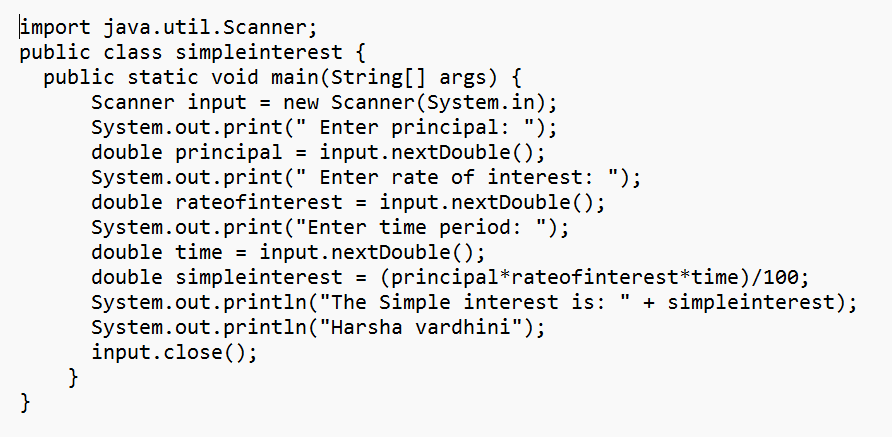 import java.util.Scanner;
public class simpleinterest {
  public static void main(String[] args) {
      Scanner input = new Scanner(System.in);
      System.out.print(" Enter principal: ");
      double principal = input.nextDouble();
      System.out.print(" Enter rate of interest: ");
      double rateofinterest = input.nextDouble();
      System.out.print("Enter time period: ");
      double time = input.nextDouble();
      double simpleinterest = (principal*rateofinterest*time)/100;
      System.out.println("The Simple interest is: " + simpleinterest);
      System.out.println("Harsha vardhini");
      input.close();
    }
}